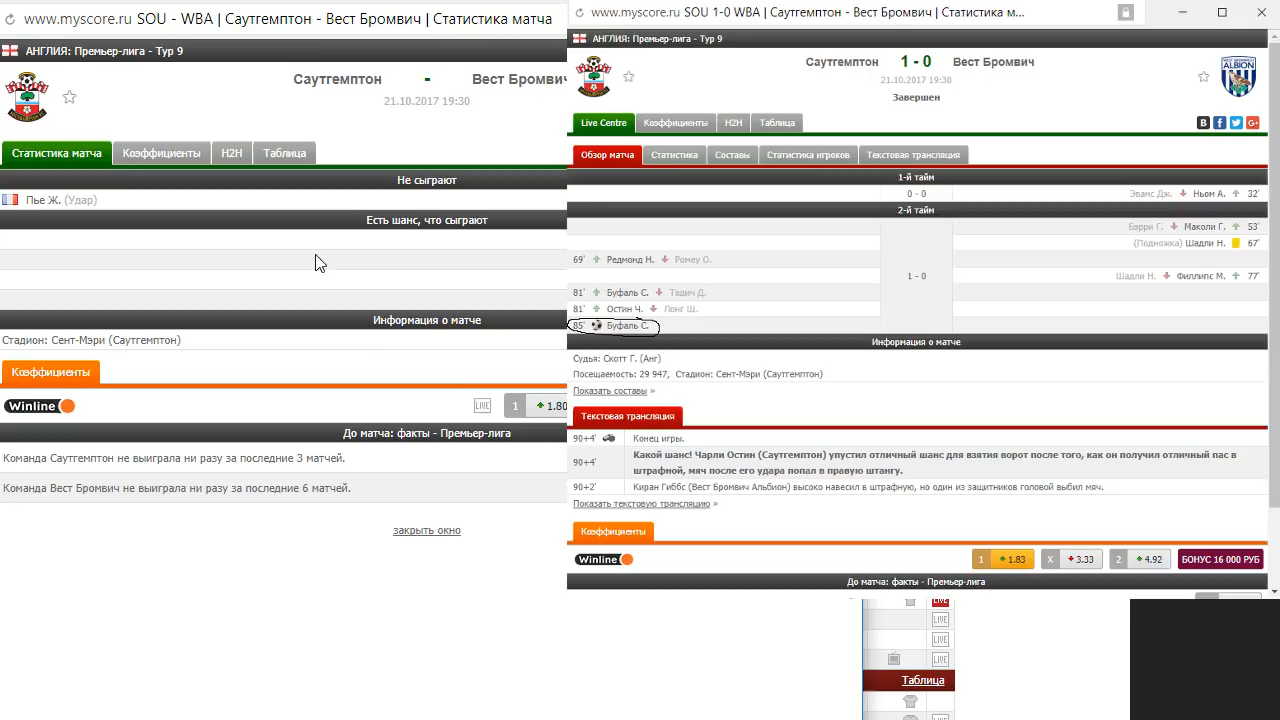 www.myscore.ru SOU - WBA | Саутгемптон - Вест Бромвич | Статистика матча
АНГЛИЯ: Премьер-лига - Тур 9
Саутгемптон - Вест Бромвич
21.10.2017 19:30
Статистика матча Коэффициенты H2H Таблица
Не сыграют
Пье Ж. (Удар)
Есть шанс, что сыграют
Информация о матче
Стадион: Сент-Мэри (Саутгемптон)
Коэффициенты
Winline LIVE 1 1.80
До матча: факты - Премьер-лига
Команда Саутгемптон не выиграла ни разу за последние 3 матчей.
Команда Вест Бромвич не выиграла ни разу за последние 6 матчей.
закрыть окно
www.myscore.ru SOU 1-0 WBA | Саутгемптон - Вест Бромвич | Статистика м...
АНГЛИЯ: Премьер-лига - Тур 9
Саутгемптон 1 - 0 Вест Бромвич
21.10.2017 19:30
Завершен
ALBION
Live Centre Коэффициенты H2H Таблица
Обзор матча Статистика Составы Статистика игроков Текстовая трансляция
1-й тайм
0 - 0 Эванс Дж. Ньом А. 32'
2-й тайм
Бэрри Г. Маколи Г. 53'
(Подножка) Шадли Н. 67'
69' Редмонд Н. Ромеу О.
1 - 0 Шадли Н. Филлипс М. 77'
81' Буфаль С. Тадич Д.
81' Остин Ч. Лонг Ш.
85' Буфаль С.
Информация о матче
Судья: Скотт Г. (Анг)
Посещаемость: 29 947, Стадион: Сент-Мэри (Саутгемптон)
Показать составы »
Текстовая трансляция
90+4' Конец игры.
90+4' Какой шанс! Чарли Остин (Саутгемптон) упустил отличный шанс для взятия ворот после того, как он получил отличный пас в
штрафной, мяч после его удара попал в правую штангу.
90+2' Киран Гиббс (Вест Бромвич Альбион) высоко навесил в штрафную, но один из защитников головой выбил мяч.
Показать текстовую трансляцию »
Коэффициенты
Winline 1 1.83 X 3.33 2 4.92 БОНУС 16 000 РУБ
До матча: факты - Премьер-лига
LIVE
LIVE
LIVE
LIVE
Таблица